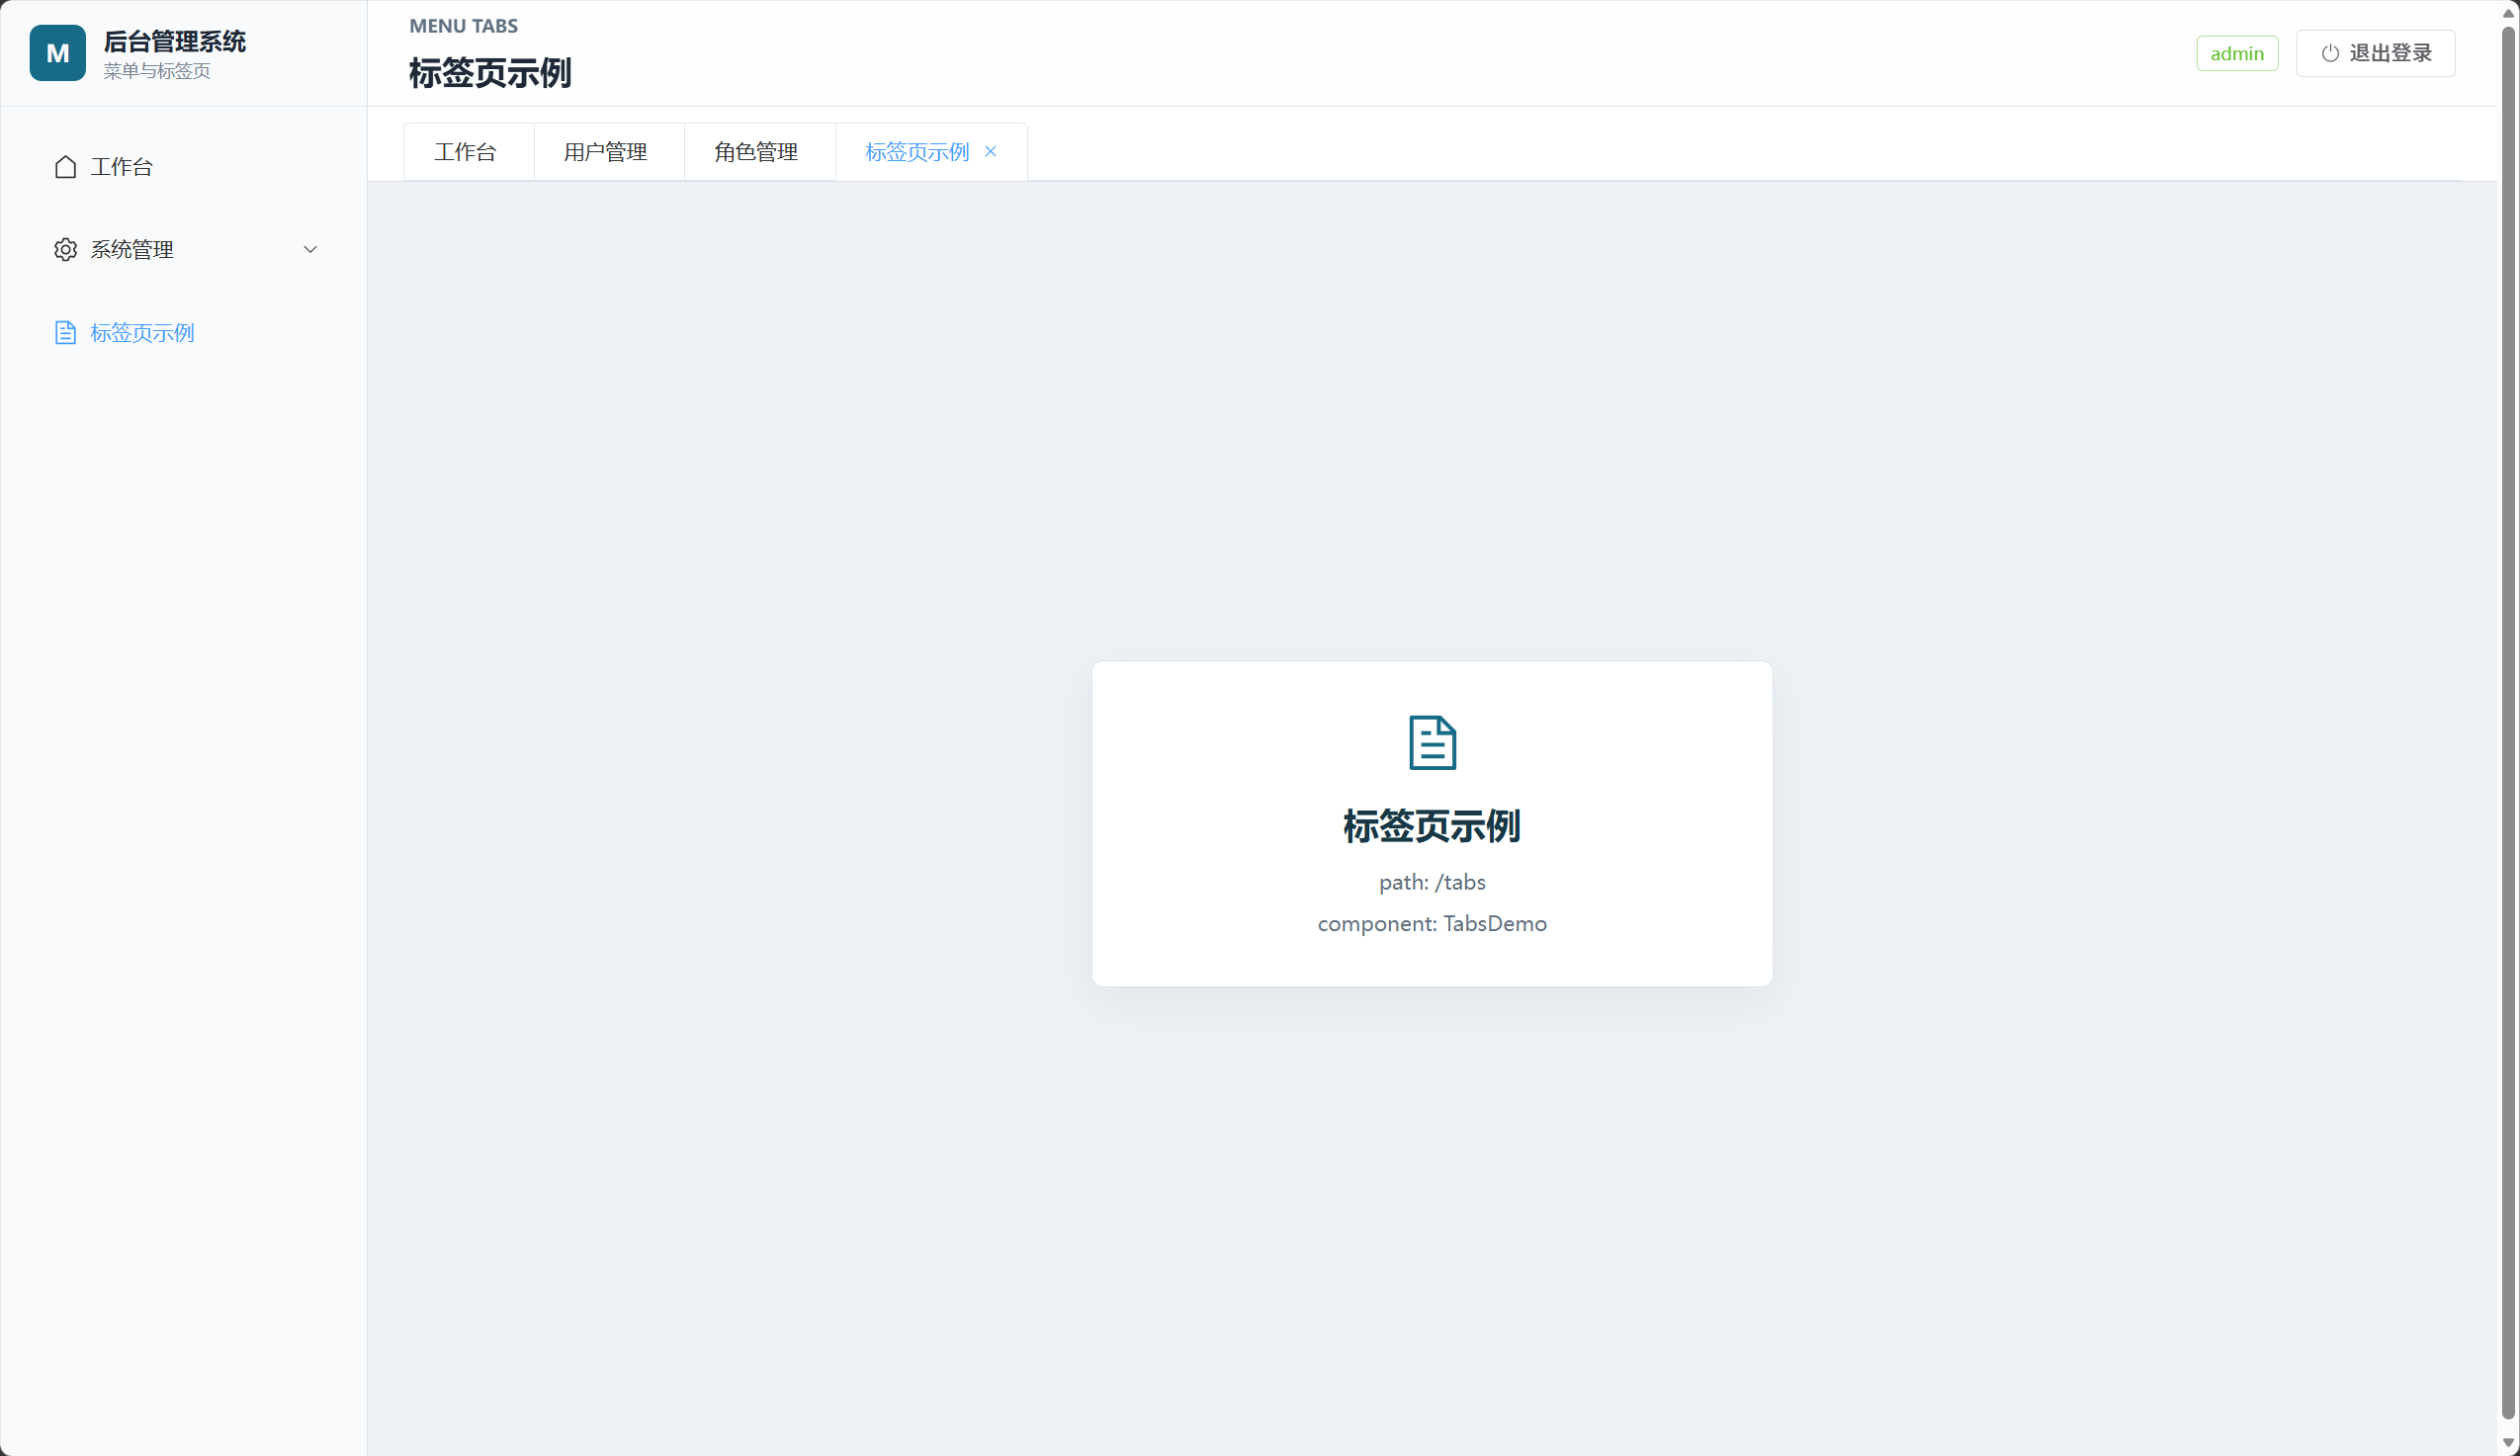 M
后台管理系统
菜单与标签页
工作台
系统管理
标签页示例
MENU TABS
标签页示例
admin
退出登录
工作台
用户管理
角色管理
标签页示例
标签页示例
path: /tabs
component: TabsDemo